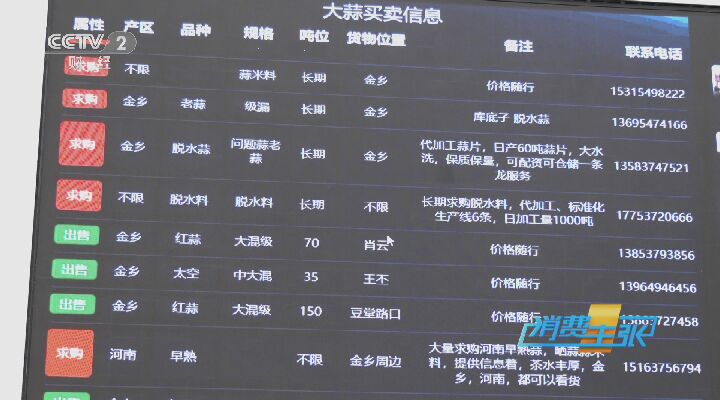 大蒜买卖信息
属性 产区 品种 规格 吨位 货物位置 备注 联系电话
CCTV 2
财经
求购 不限 蒜米料 长期 金乡 价格随行 15315498222
求购 金乡 老蒜 级漏 长期 金乡 库底子 脱水蒜 13695474166
求购 金乡 脱水蒜 问题蒜老蒜 长期 金乡 代加工蒜片，日产60吨蒜片，大水洗，保质保量，可配资可仓储一条龙服务 13583747521
求购 不限 脱水料 脱水料 长期 不限 长期求购脱水料，代加工、标准化生产线6条，日加工量1000吨 17753720666
出售 金乡 红蒜 大混级 70 肖云 价格随行 13853793856
出售 金乡 太空 中大混 35 王丕 价格随行 13964946456
出售 金乡 红蒜 大混级 150 豆堂路口 价格随行
消费主张
求购 河南 早熟 不限 金乡周边 大量求购河南早熟蒜，晒蒜蒜米料，提供信息着，茶水丰厚，金乡，河南，都可以看货 15163756794
出售